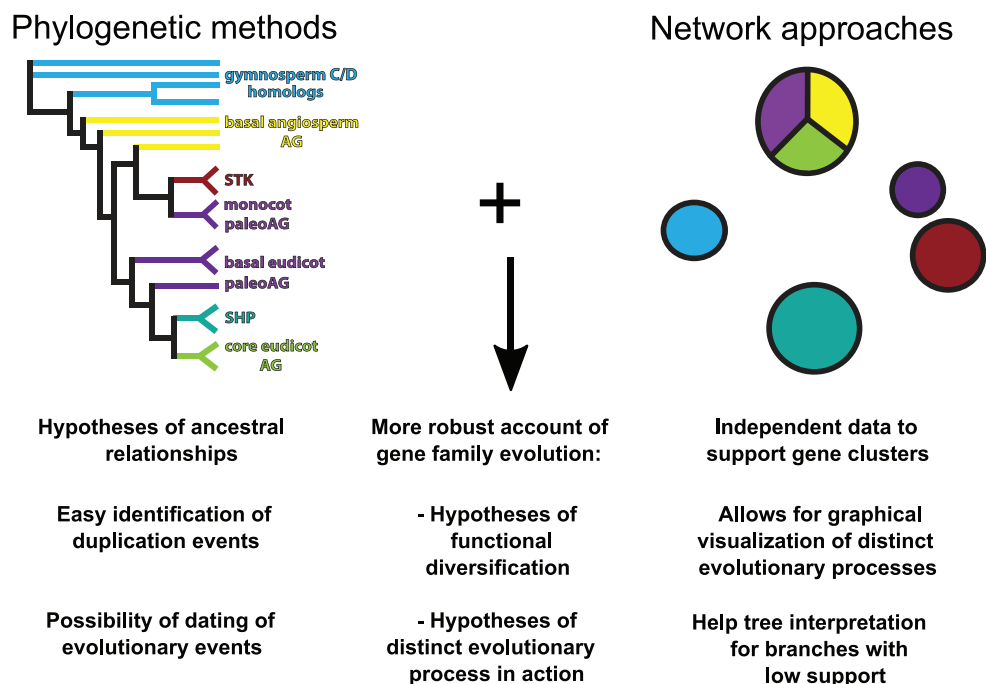 Phylogenetic methods
Network approaches
gymnosperm C/D
homologs
basal angiosperm
AG
STK
monocot
paleoAG
basal eudicot
paleoAG
SHP
core eudicot
AG
+
Hypotheses of ancestral
relationships
Easy identification of
duplication events
Possibility of dating of
evolutionary events
More robust account of
gene family evolution:
- Hypotheses of
functional
diversification
- Hypotheses of
distinct evolutionary
process in action
Independent data to
support gene clusters
Allows for graphical
visualization of distinct
evolutionary processes
Help tree interpretation
for branches with
low support